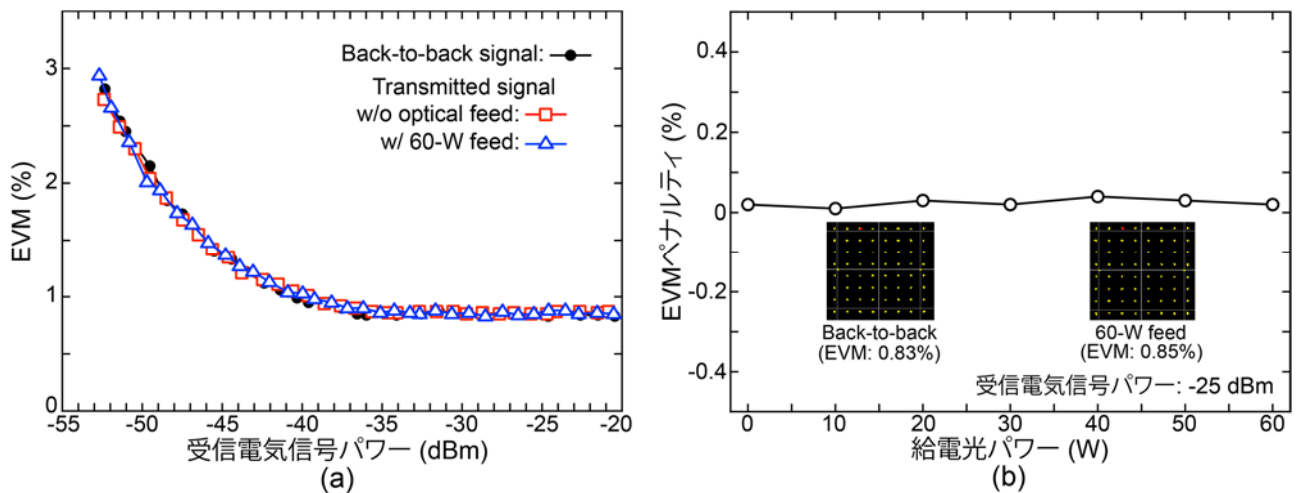 Back-to-back signal:
Transmitted signal
w/o optical feed:
w/ 60-W feed:
3
2
1
0
EVM (%)
-55
-50
-45
-40
-35
-30
-25
-20
受信電気信号パワー (dBm)
(a)
0.4
0.2
0
-0.2
-0.4
EVMペナルティ (%)
Back-to-back
(EVM: 0.83%)
60-W feed
(EVM: 0.85%)
受信電気信号パワー: -25 dBm
0
10
20
30
40
50
60
給電光パワー (W)
(b)